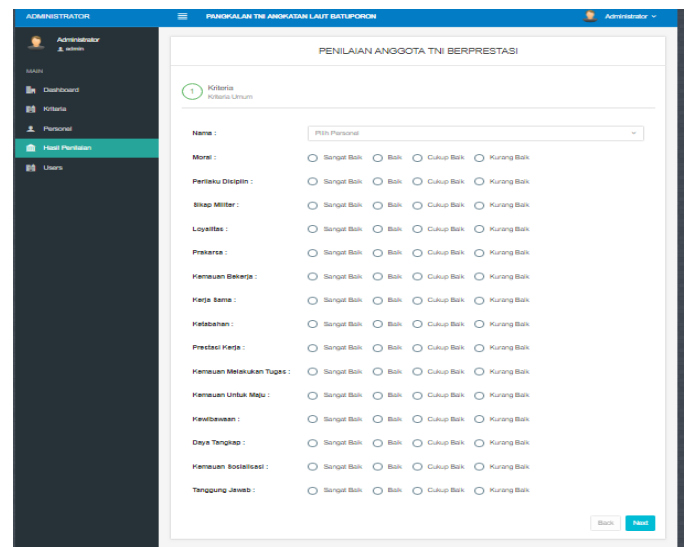 ADMINISTRATOR
PANGKALAN TNI ANGKATAN LAUT BATUPORON
Administrator
Administrator
admin
MAIN
Dashboard
Kriteria
Personel
Hasil Penilaian
Users
PENILAIAN ANGGOTA TNI BERPRESTASI
1 Kriteria
Kriteria Umum
Nama : Pilih Personel
Moral : Sangat Baik Baik Cukup Baik Kurang Baik
Perilaku Disiplin : Sangat Baik Baik Cukup Baik Kurang Baik
Sikap Militer : Sangat Baik Baik Cukup Baik Kurang Baik
Loyalitas : Sangat Baik Baik Cukup Baik Kurang Baik
Prakarsa : Sangat Baik Baik Cukup Baik Kurang Baik
Kemauan Bekerja : Sangat Baik Baik Cukup Baik Kurang Baik
Kerja Sama : Sangat Baik Baik Cukup Baik Kurang Baik
Ketabahan : Sangat Baik Baik Cukup Baik Kurang Baik
Prestasi Kerja : Sangat Baik Baik Cukup Baik Kurang Baik
Kemauan Melakukan Tugas : Sangat Baik Baik Cukup Baik Kurang Baik
Kemauan Untuk Maju : Sangat Baik Baik Cukup Baik Kurang Baik
Kewibawaan : Sangat Baik Baik Cukup Baik Kurang Baik
Daya Tangkap : Sangat Baik Baik Cukup Baik Kurang Baik
Kemauan Sosialisasi : Sangat Baik Baik Cukup Baik Kurang Baik
Tanggung Jawab : Sangat Baik Baik Cukup Baik Kurang Baik
Back Next